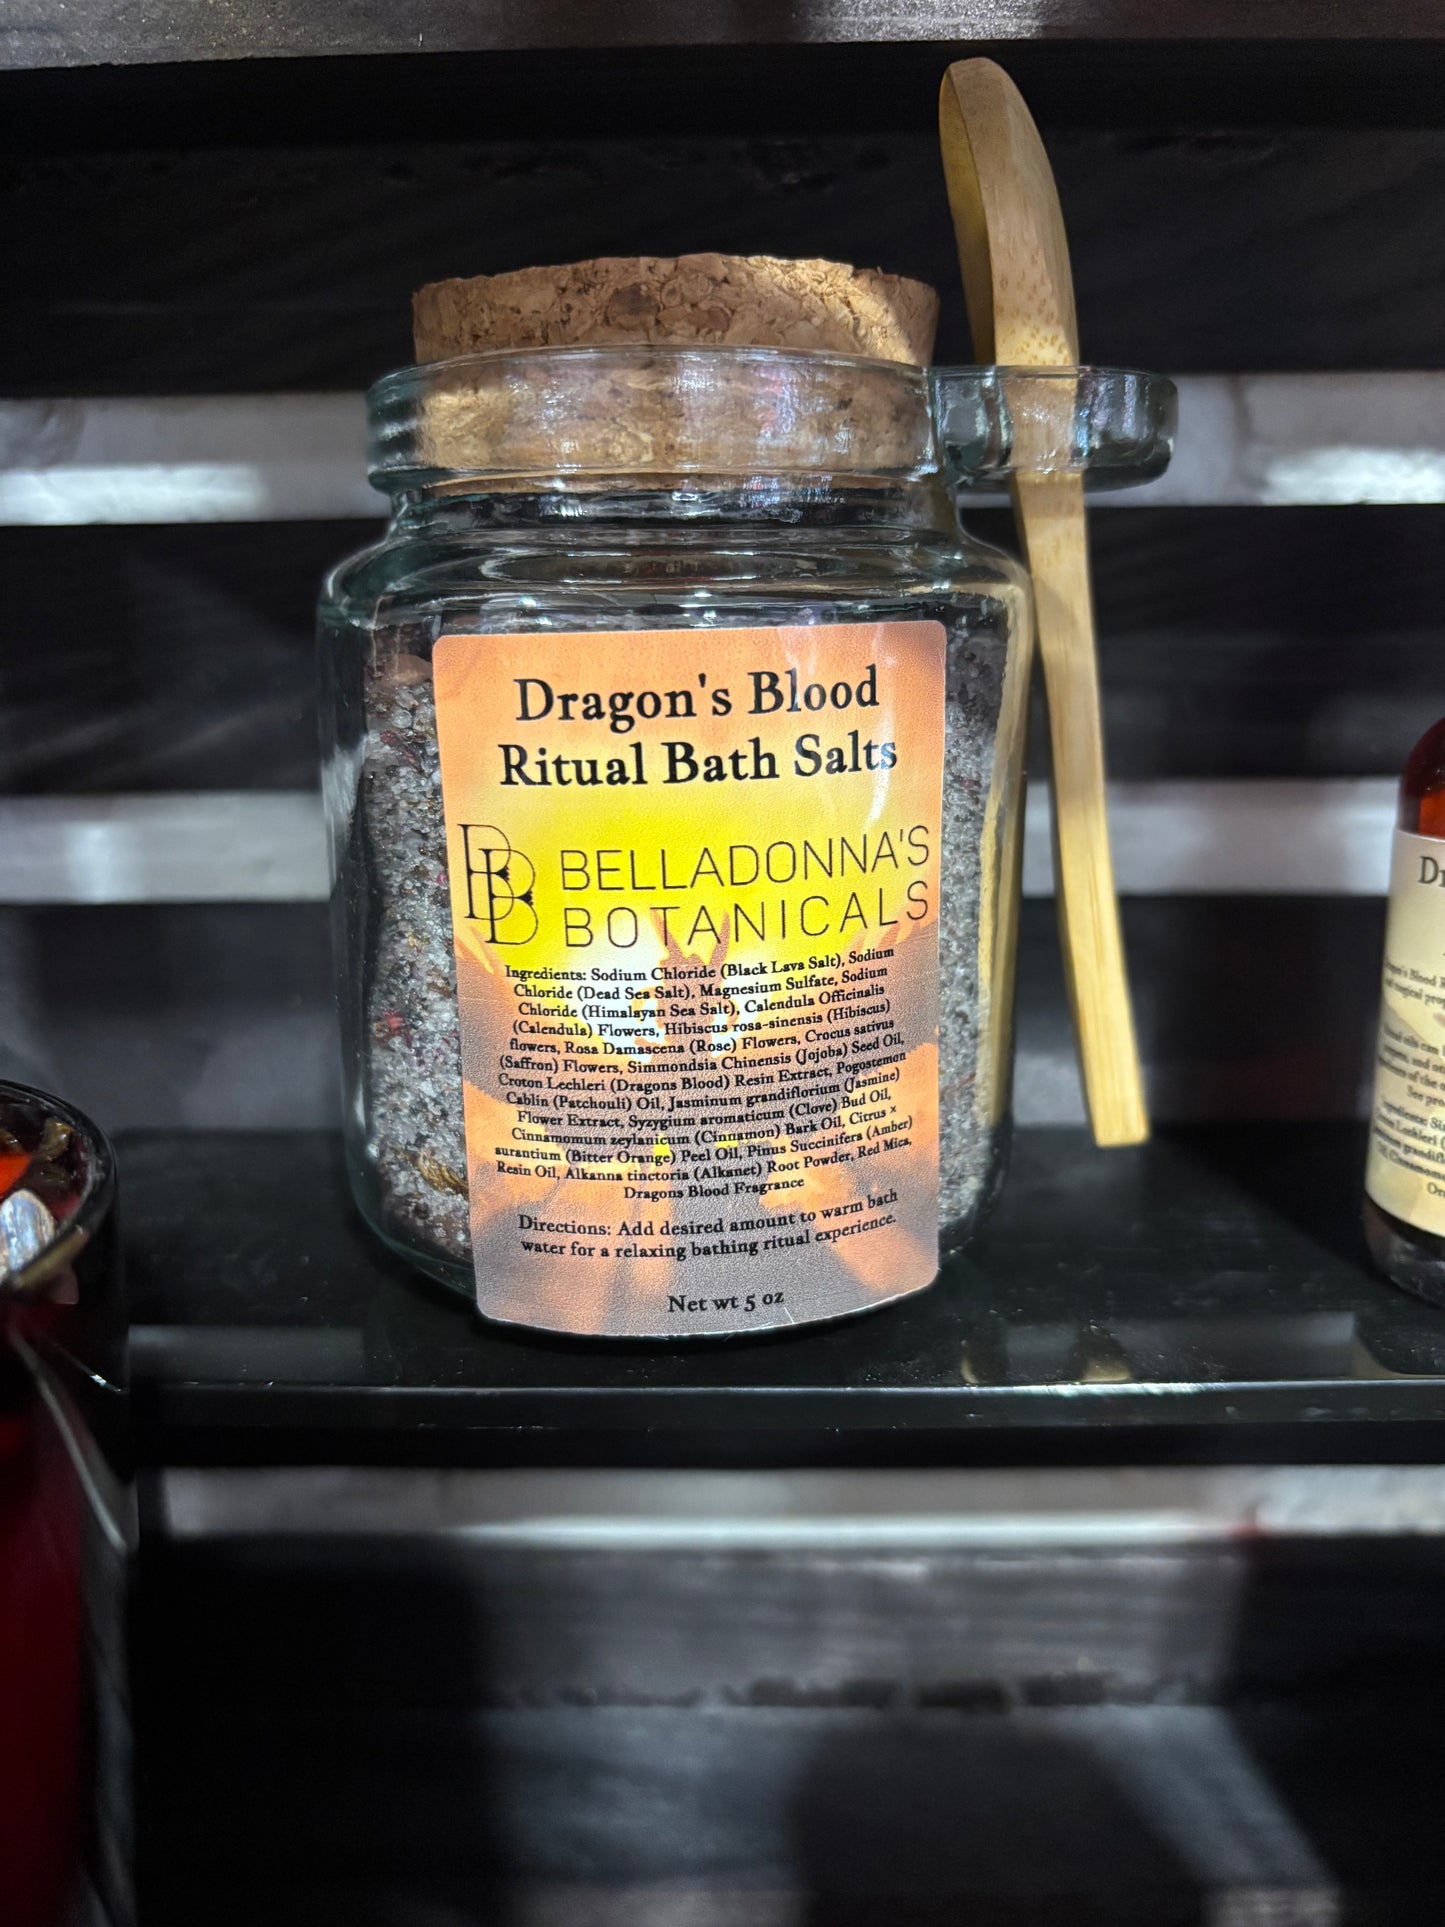 Dragon's Blood
Ritual Bath Salts
BB
BELLADONNA'S
BOTANICALS
Ingredients: Sodium Chloride (Black Lava Salt), Sodium
Chloride (Dead Sea Salt), Magnesium Sulfate, Sodium
Chloride (Himalayan Sea Salt), Calendula Officinalis
(Calendula) Flowers, Hibiscus rosa-sinensis (Hibiscus)
flowers, Rosa Damascena (Rose) Flowers, Crocus sativus
(Saffron) Flowers, Simmondsia Chinensis (Jojoba) Seed Oil,
Croton Lechleri (Dragons Blood) Resin Extract, Pogostemon
Cablin (Patchouli) Oil, Jasminum grandiflorium (Jasmine)
Flower Extract, Syzygium aromaticum (Clove) Bud Oil,
Cinnamomum zeylanicum (Cinnamon) Bark Oil, Citrus ×
aurantium (Bitter Orange) Peel Oil, Pinus Succinifera (Amber)
Resin Oil, Alkanna tinctoria (Alkanet) Root Powder, Red Mica,
Dragons Blood Fragrance
Directions: Add desired amount to warm bath
water for a relaxing bathing ritual experience.
Net wt 5 oz